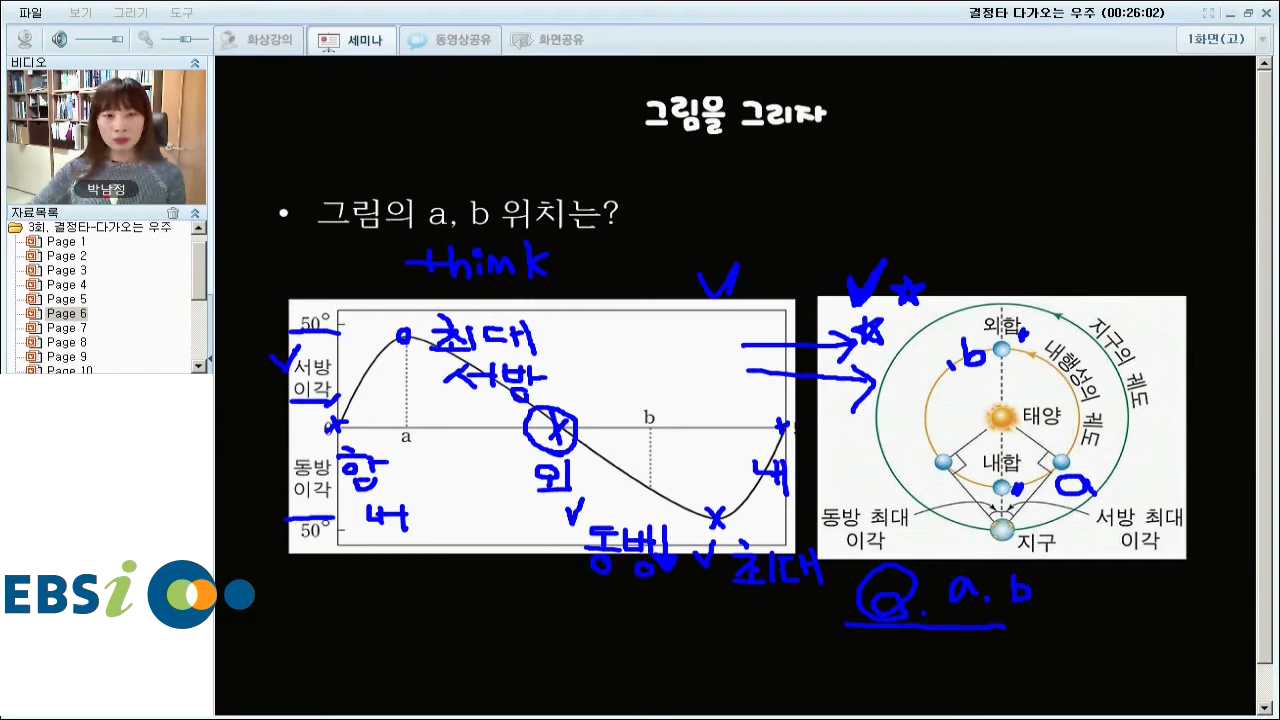 파일 보기 그리기 도구
결정타 다가오는 우주 (00:26:02)
화상강의 세미나 동영상공유 화면공유
1화면(고)
비디오
박남정
자료목록
3회. 결정타-다가오는 우주
Page 1
Page 2
Page 3
Page 4
Page 5
Page 6
Page 7
Page 8
Page 9
Page 10
EBSi
그림을 그리자
• 그림의 a, b 위치는?
think
50°
서방
이각
0
동방
이각
50°
a
b
최대
서방
합
내
외
내
동방
최대
외합
b
지구의 궤도
내행성의 궤도
태양
내합
a
동방 최대
이각
지구
서방 최대
이각
Q. a. b